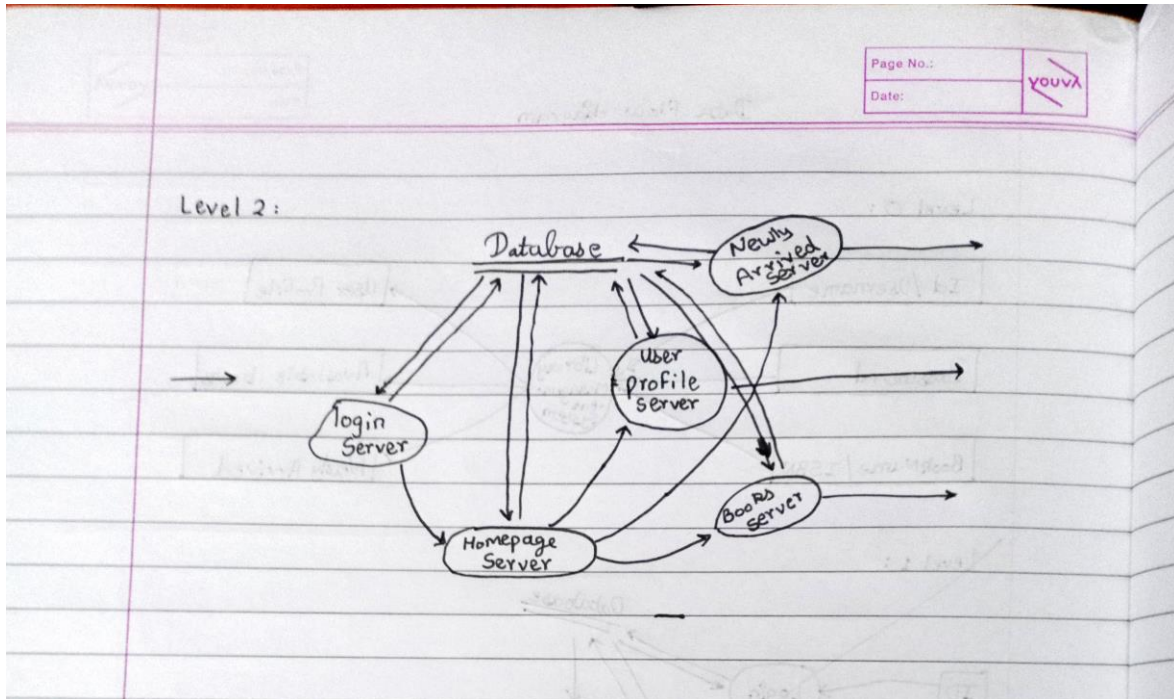 Page No.:
Date:
youva
Level 2:
Database
Newly
Arrived
Server
User
profile
server
login
Server
Books
Server
Homepage
Server